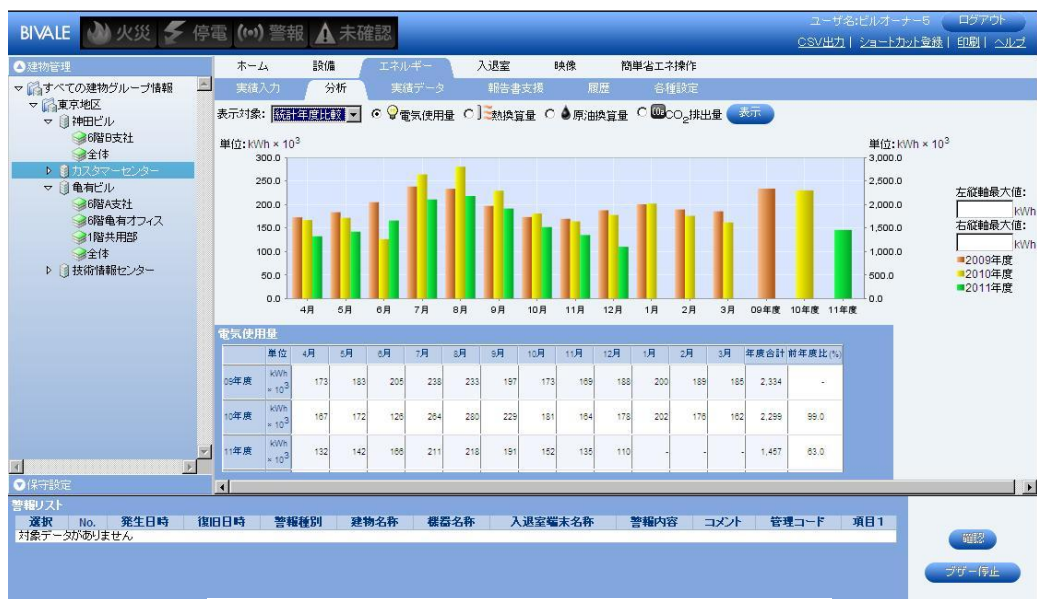 ユーザ名:ビルオーナー5 ログアウト
BIVALE 火災 停電 警報 未確認
CSV出力 | ショートカット登録 | 印刷 | ヘルプ
建物管理
すべての建物グループ情報
東京地区
神田ビル
6階B支社
全体
カスタマーセンター
亀有ビル
6階A支社
6階亀有オフィス
1階共用部
全体
技術情報センター
保守設定
ホーム 設備 エネルギー 入退室 映像 簡単省エネ操作
実績入力 分析 実績データ 報告書支援 履歴 各種設定
表示対象: 統計年度比較 電気使用量 熱換算量 原油換算量 CO2排出量 表示
単位: kWh × 10³ 単位: kWh × 10³
300.0 3,000.0
250.0 2,500.0
200.0 2,000.0
150.0 1,500.0
100.0 1,000.0
50.0 500.0
0.0 0.0
4月 5月 6月 7月 8月 9月 10月 11月 12月 1月 2月 3月 09年度 10年度 11年度
左縦軸最大値:
kWh
右縦軸最大値:
kWh
2009年度
2010年度
2011年度
電気使用量
単位 4月 5月 6月 7月 8月 9月 10月 11月 12月 1月 2月 3月 年度合計 前年度比(%)
09年度 kWh × 10³ 173 183 205 238 233 197 173 169 188 200 189 185 2,334 -
10年度 kWh × 10³ 167 172 126 264 280 229 181 164 178 202 176 162 2,299 99.0
11年度 kWh × 10³ 132 142 166 211 218 191 152 135 110 - - - 1,457 63.0
警報リスト
選択 No. 発生日時 復旧日時 警報種別 建物名称 機器名称 入退室端末名称 警報内容 コメント 管理コード 項目1
対象データがありません
確認
ブザー停止